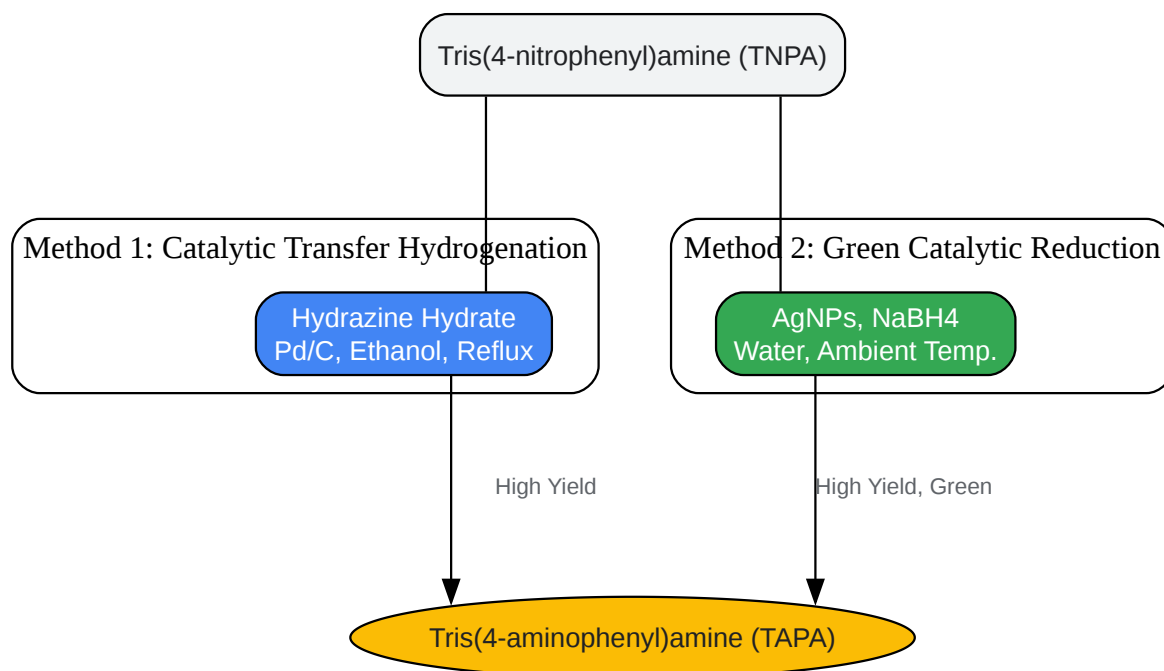 Tris(4-nitrophenyl)amine (TNPA)
Method 1: Catalytic Transfer Hydrogenation
Hydrazine Hydrate
Pd/C, Ethanol, Reflux
Method 2: Green Catalytic Reduction
AgNPs, NaBH4
Water, Ambient Temp.
High Yield
High Yield, Green
Tris(4-aminophenyl)amine (TAPA)